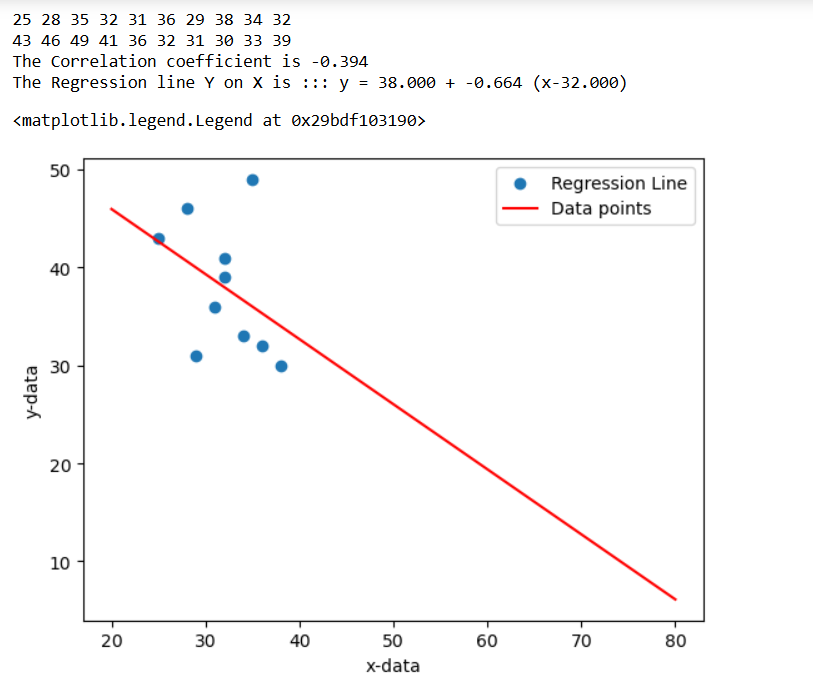 25 28 35 32 31 36 29 38 34 32
43 46 49 41 36 32 31 30 33 39
The Correlation coefficient is -0.394
The Regression line Y on X is ::: y = 38.000 + -0.664 (x-32.000)
<matplotlib.legend.Legend at 0x29bdf103190>
Regression Line
Data points
50
40
30
20
10
y-data
20 30 40 50 60 70 80
x-data